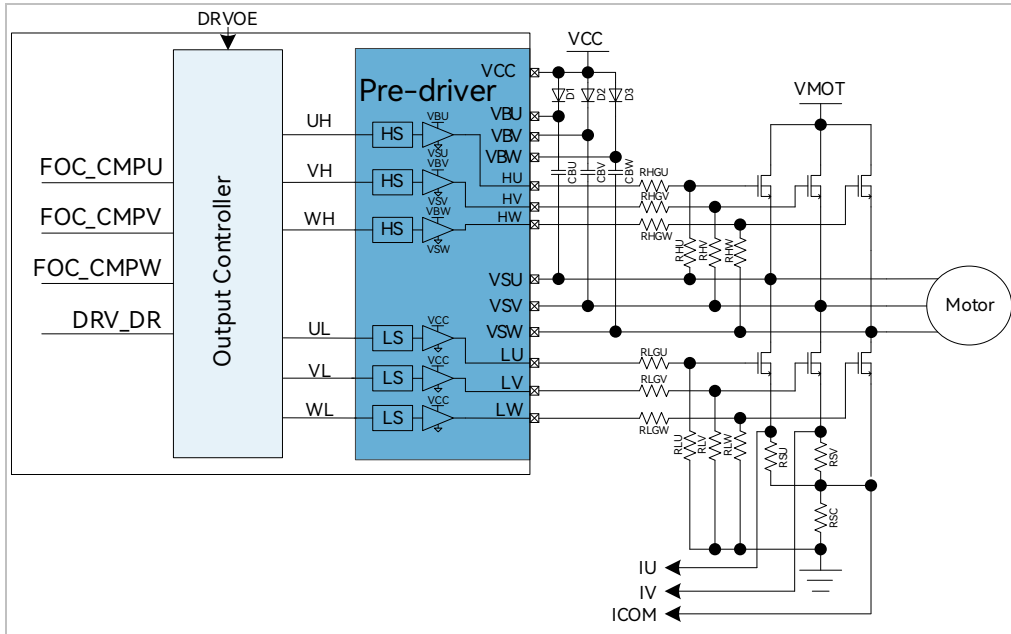 DRVOE
Output Controller
FOC_CMPU
FOC_CMPV
FOC_CMPW
DRV_DR
UH
VH
WH
UL
VL
WL
Pre-driver
HS
VBU
VSU
HS
VBV
VSV
HS
VBW
VSW
LS
VCC
LS
VCC
LS
VCC
VCC
VBU
VBV
VBW
HU
HV
HW
VSU
VSV
VSW
LU
LV
LW
VCC
D1
D2
D3
CBU
CBV
CBW
VMOT
RHGU
RHGV
RHGW
RHU
RHV
RHW
Motor
RLGU
RLGV
RLGW
RLU
RLV
RLW
RSU
RSV
RSC
IU
IV
ICOM